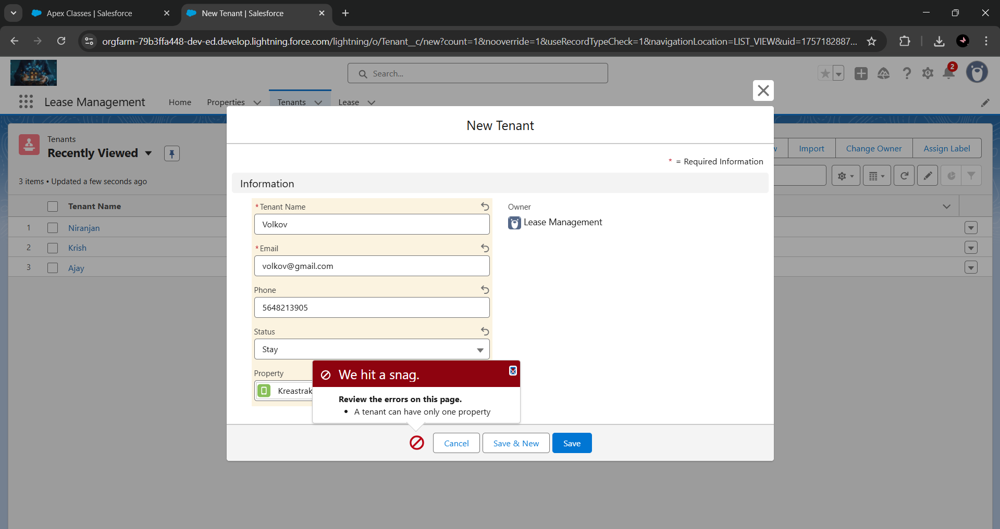 Apex Classes | Salesforce
New Tenant | Salesforce
orgfarm-79b3ffa448-dev-ed.develop.lightning.force.com/lightning/o/Tenant__c/new?count=1&nooverride=1&useRecordTypeCheck=1&navigationLocation=LIST_VIEW&uid=1757182887...
Search...
2
Lease Management
Home
Properties
Tenants
Lease
New Tenant
Tenants
Recently Viewed
Import
Change Owner
Assign Label
* = Required Information
3 items • Updated a few seconds ago
Information
Tenant Name
1 Niranjan
2 Krish
3 Ajay
*Tenant Name
Volkov
Owner
Lease Management
*Email
volkov@gmail.com
Phone
5648213905
Status
Stay
Property
Kreastrak
We hit a snag.
Review the errors on this page.
• A tenant can have only one property
Cancel
Save & New
Save